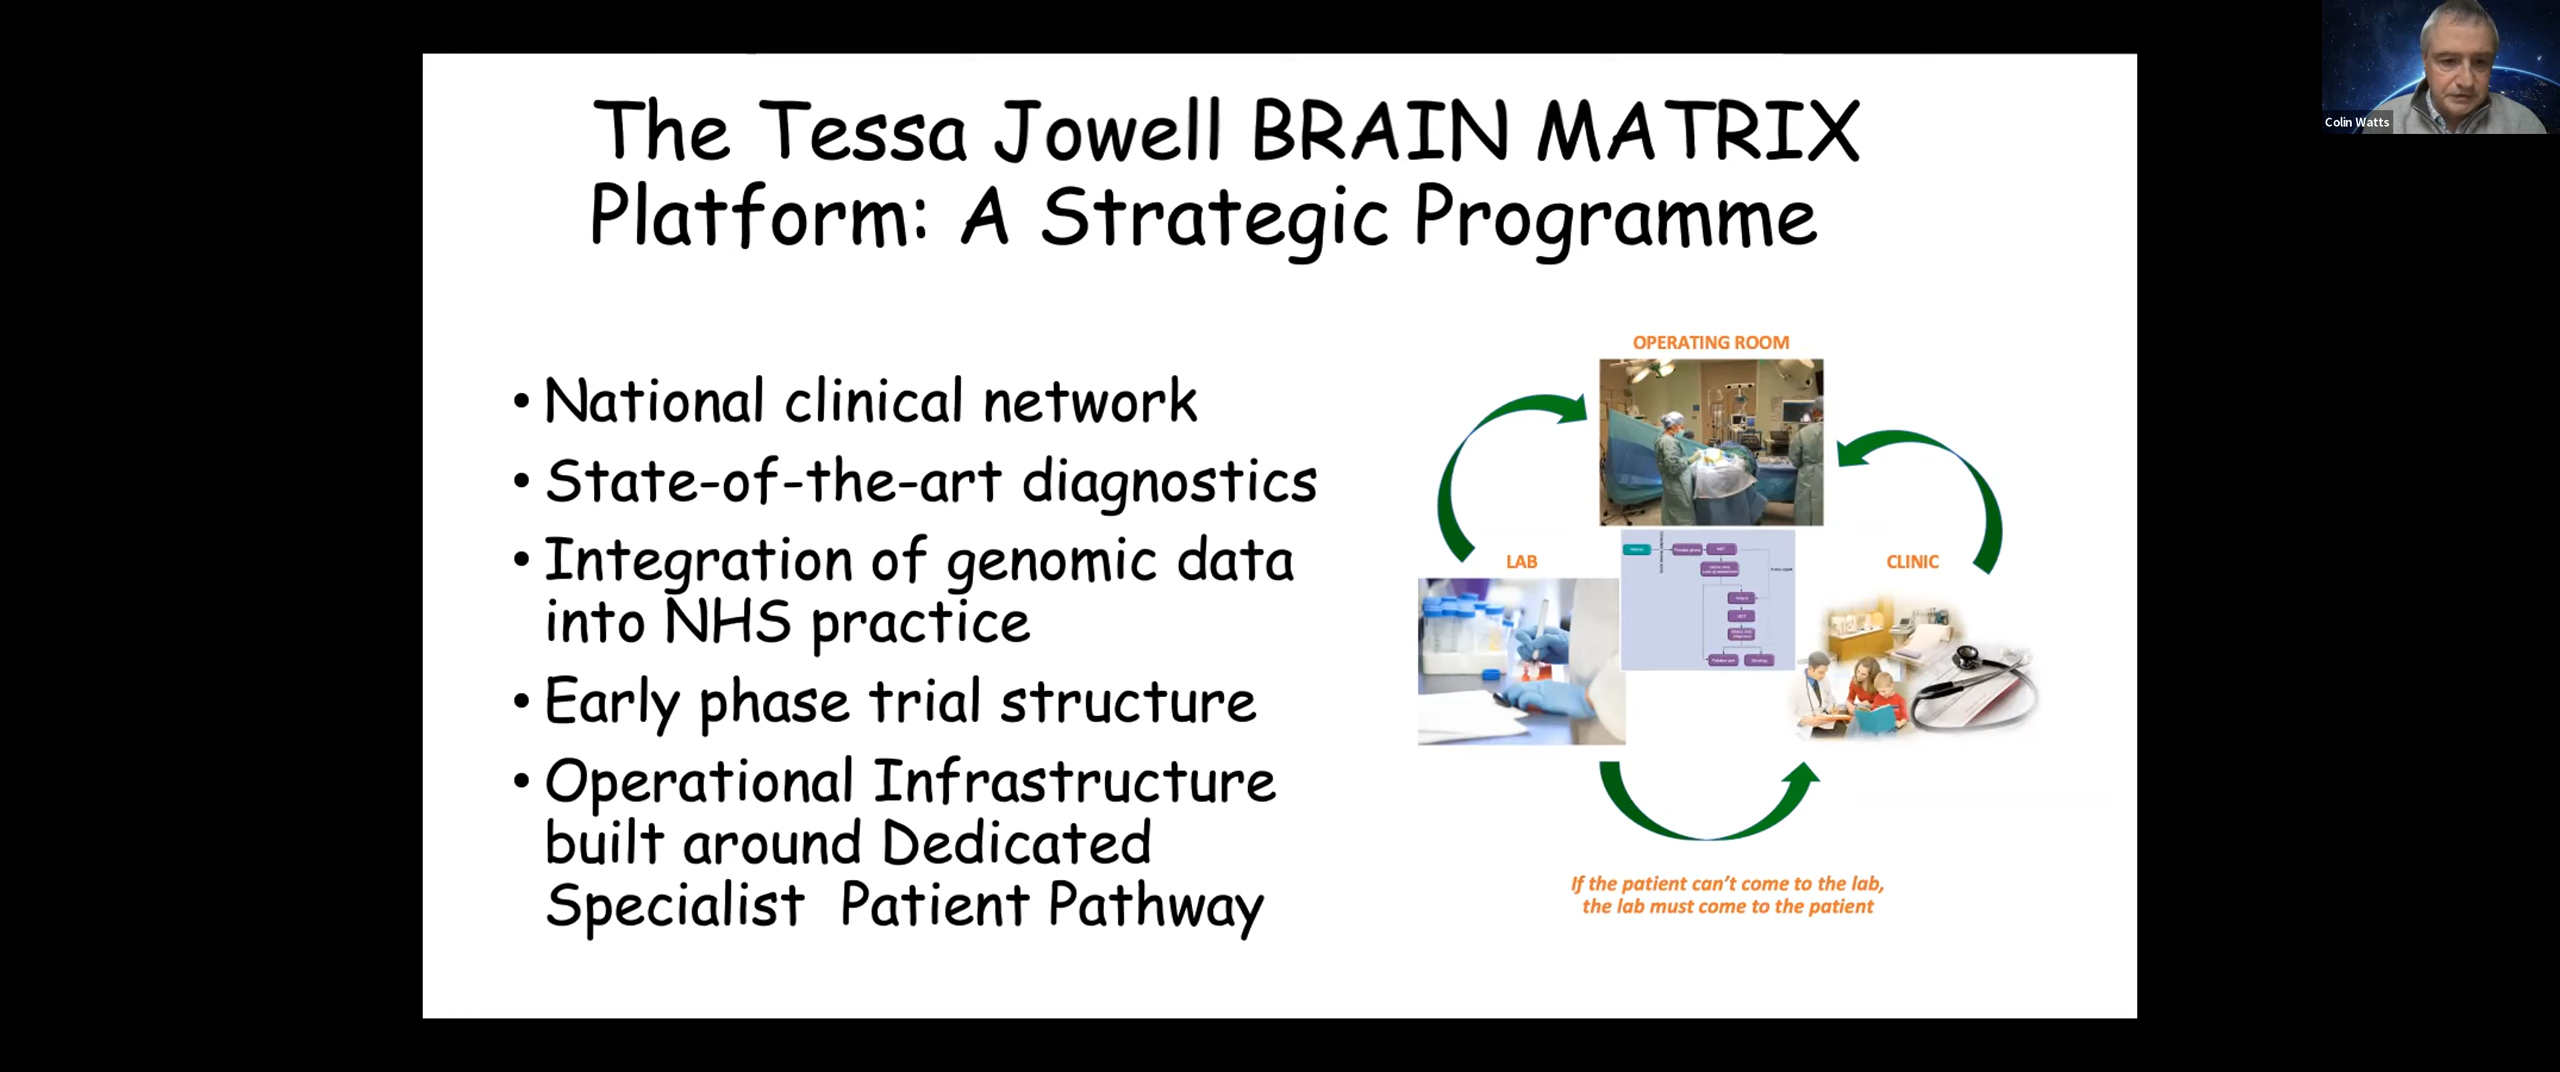 The Tessa Jowell BRAIN MATRIX
Platform: A Strategic Programme
• National clinical network
• State-of-the-art diagnostics
• Integration of genomic data
into NHS practice
• Early phase trial structure
• Operational Infrastructure
built around Dedicated
Specialist Patient Pathway
OPERATING ROOM
LAB
CLINIC
If the patient can't come to the lab,
the lab must come to the patient
Colin Watts